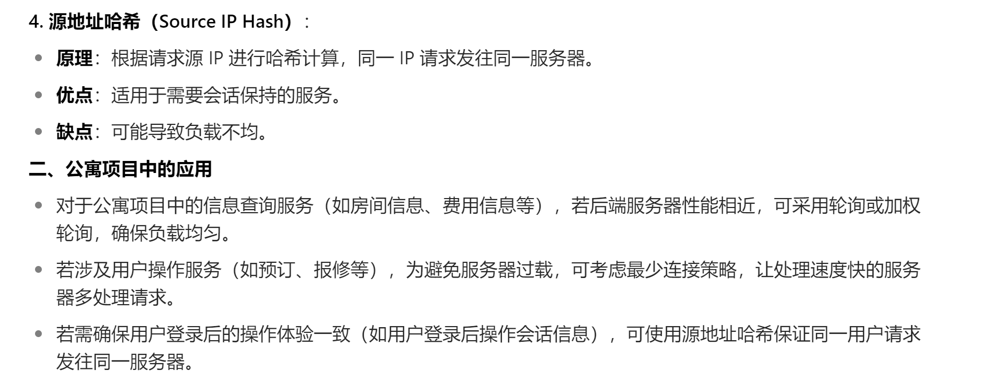 4. 源地址哈希（Source IP Hash）:
原理：根据请求源 IP 进行哈希计算，同一 IP 请求发往同一服务器。
优点：适用于需要会话保持的服务。
缺点：可能导致负载不均。
二、公寓项目中的应用
对于公寓项目中的信息查询服务（如房间信息、费用信息等），若后端服务器性能相近，可采用轮询或加权
轮询，确保负载均匀。
若涉及用户操作服务（如预订、报修等），为避免服务器过载，可考虑最少连接策略，让处理速度快的服务
器多处理请求。
若需确保用户登录后的操作体验一致（如用户登录后操作会话信息），可使用源地址哈希保证同一用户请求
发往同一服务器。